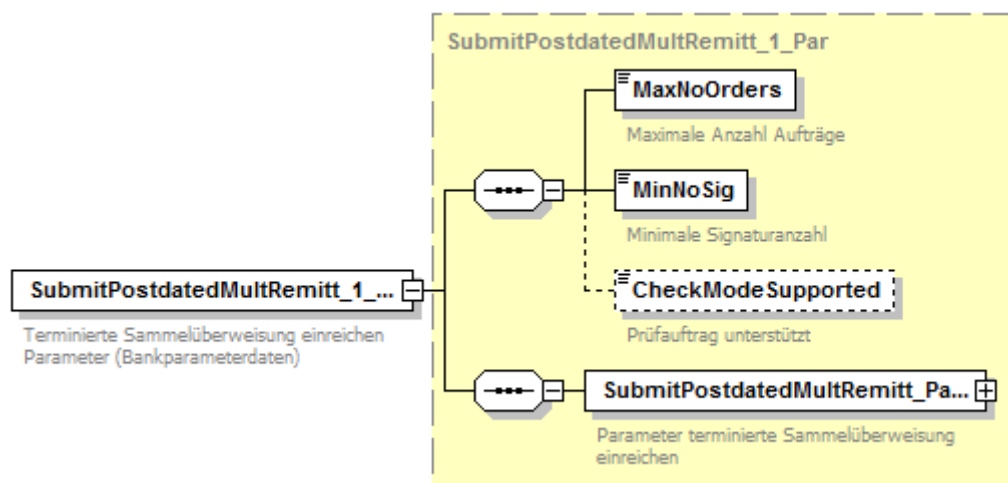 SubmitPostdatedMultRemitt_1_Par
MaxNoOrders
Maximale Anzahl Aufträge
MinNoSig
Minimale Signaturanzahl
CheckModeSupported
Prüfauftrag unterstützt
SubmitPostdatedMultRemitt_1_...
Terminierte Sammelüberweisung einreichen
Parameter (Bankparameterdaten)
SubmitPostdatedMultRemitt_Pa...
Parameter terminierte Sammelüberweisung
einreichen